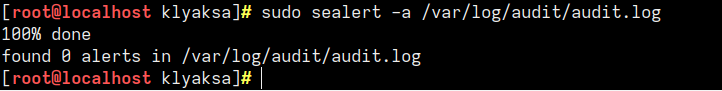 [root@localhost klyaksa]# sudo sealert -a /var/log/audit/audit.log
100% done
found 0 alerts in /var/log/audit/audit.log
[root@localhost klyaksa]#